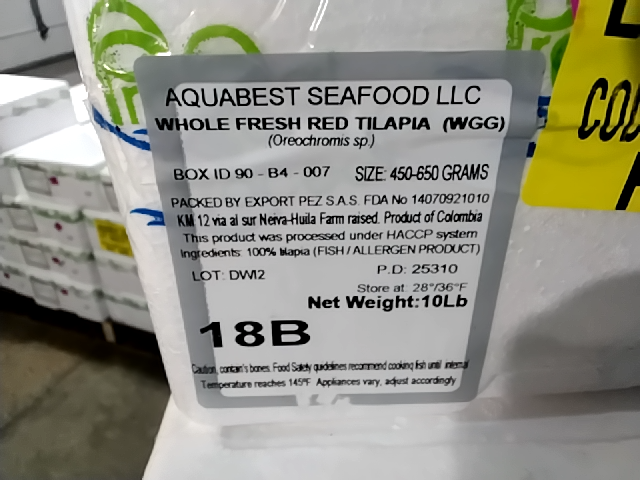 AQUABEST SEAFOOD LLC
WHOLE FRESH RED TILAPIA (WGG)
(Oreochromis sp.)
BOX ID 90 - B4 - 007 SIZE: 450-650 GRAMS
PACKED BY EXPORT PEZ S.A.S. FDA No 14070921010
KM 12 via al sur Neiva-Huila Farm raised. Product of Colombia
This product was processed under HACCP system
Ingredients: 100% tilapia (FISH / ALLERGEN PRODUCT)
LOT: DW12 P.D: 25310
Store at: 28°/36°F
Net Weight:10Lb
18B
Caution, contain's bones. Food Safety guidelines recommend cooking fish until internal
Temperature reaches 145°F Appliances vary, adjust accordingly